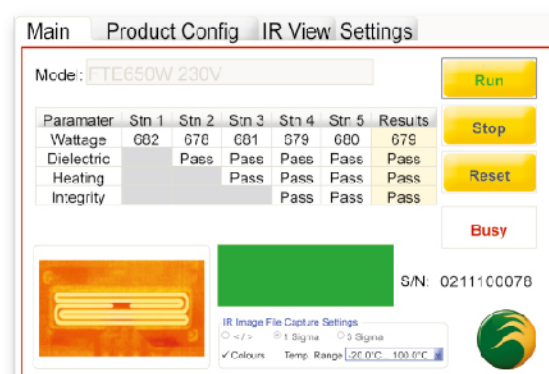 Main Product Config IR View Settings
Model: FTE650W 230V
Run
Paramater Stn 1 Stn 2 Stn 3 Stn 4 Stn 5 Results
Wattage 682 678 681 679 680 679
Stop
Dielectric Pass Pass Pass Pass Pass
Heating Pass Pass Pass Pass
Reset
Integrity Pass Pass Pass
Busy
S/N: 0211100078
IR Image File Capture Settings
</> 1 Sigma 3 Sigma
✓Colours Temp. Range -20.0°C... 100.0°C